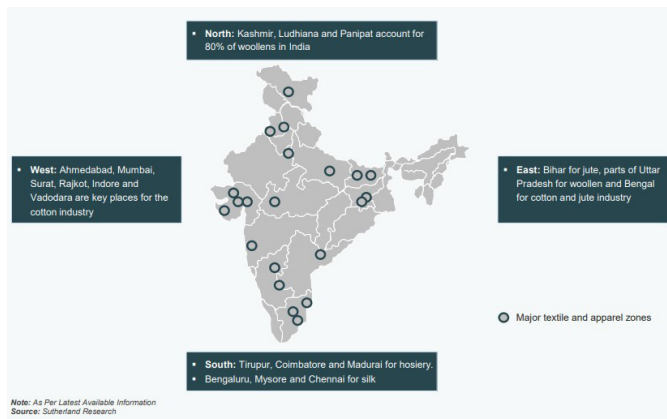 ▪ North: Kashmir, Ludhiana and Panipat account for
80% of woollens in India
▪ West: Ahmedabad, Mumbai,
Surat, Rajkot, Indore and
Vadodara are key places for the
cotton industry
▪ East: Bihar for jute, parts of Uttar
Pradesh for woollen and Bengal
for cotton and jute industry
Major textile and apparel zones
▪ South: Tirupur, Coimbatore and Madurai for hosiery.
▪ Bengaluru, Mysore and Chennai for silk
Note: As Per Latest Available Information
Source: Sutherland Research